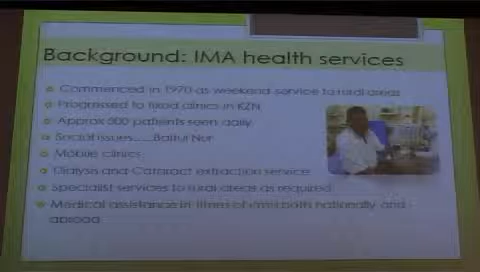 Background: IMA health services
Commenced in 1970 as weekend service to rural areas
Progressed to fixed clinics in KZN
Approx 500 patients seen daily
Social issues.....Baitul Nur
Mobile clinics
Dialysis and Cataract extraction service
Specialist services to rural areas as required
Medical assistance in times of crisis both nationally and
abroad